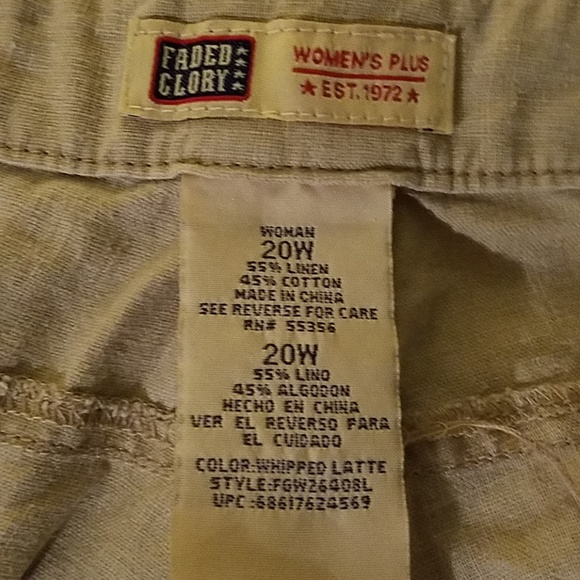 FADED
GLORY
WOMEN'S PLUS
★ EST. 1972 ★
WOMAN
20W
55% LINEN
45% COTTON
MADE IN CHINA
SEE REVERSE FOR CARE
RN# 55356
20W
55% LINO
45% ALGODON
HECHO EN CHINA
VER EL REVERSO PARA
EL CUIDADO
COLOR:WHIPPED LATTE
STYLE:FGW26408L
UPC :68617624569